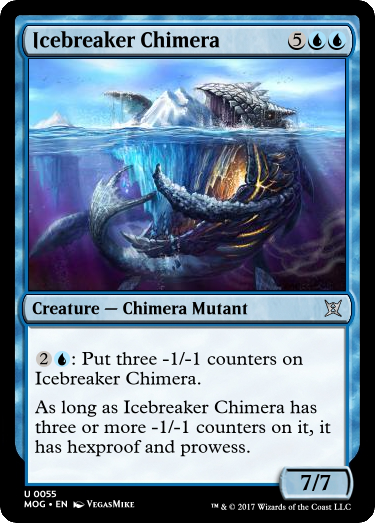 Icebreaker Chimera 5
Creature — Chimera Mutant
2 : Put three -1/-1 counters on
Icebreaker Chimera.
As long as Icebreaker Chimera has
three or more -1/-1 counters on it, it
has hexproof and prowess.
7/7
U 0055
MOG • EN VegasMike
™ & © 2017 Wizards of the Coast LLC